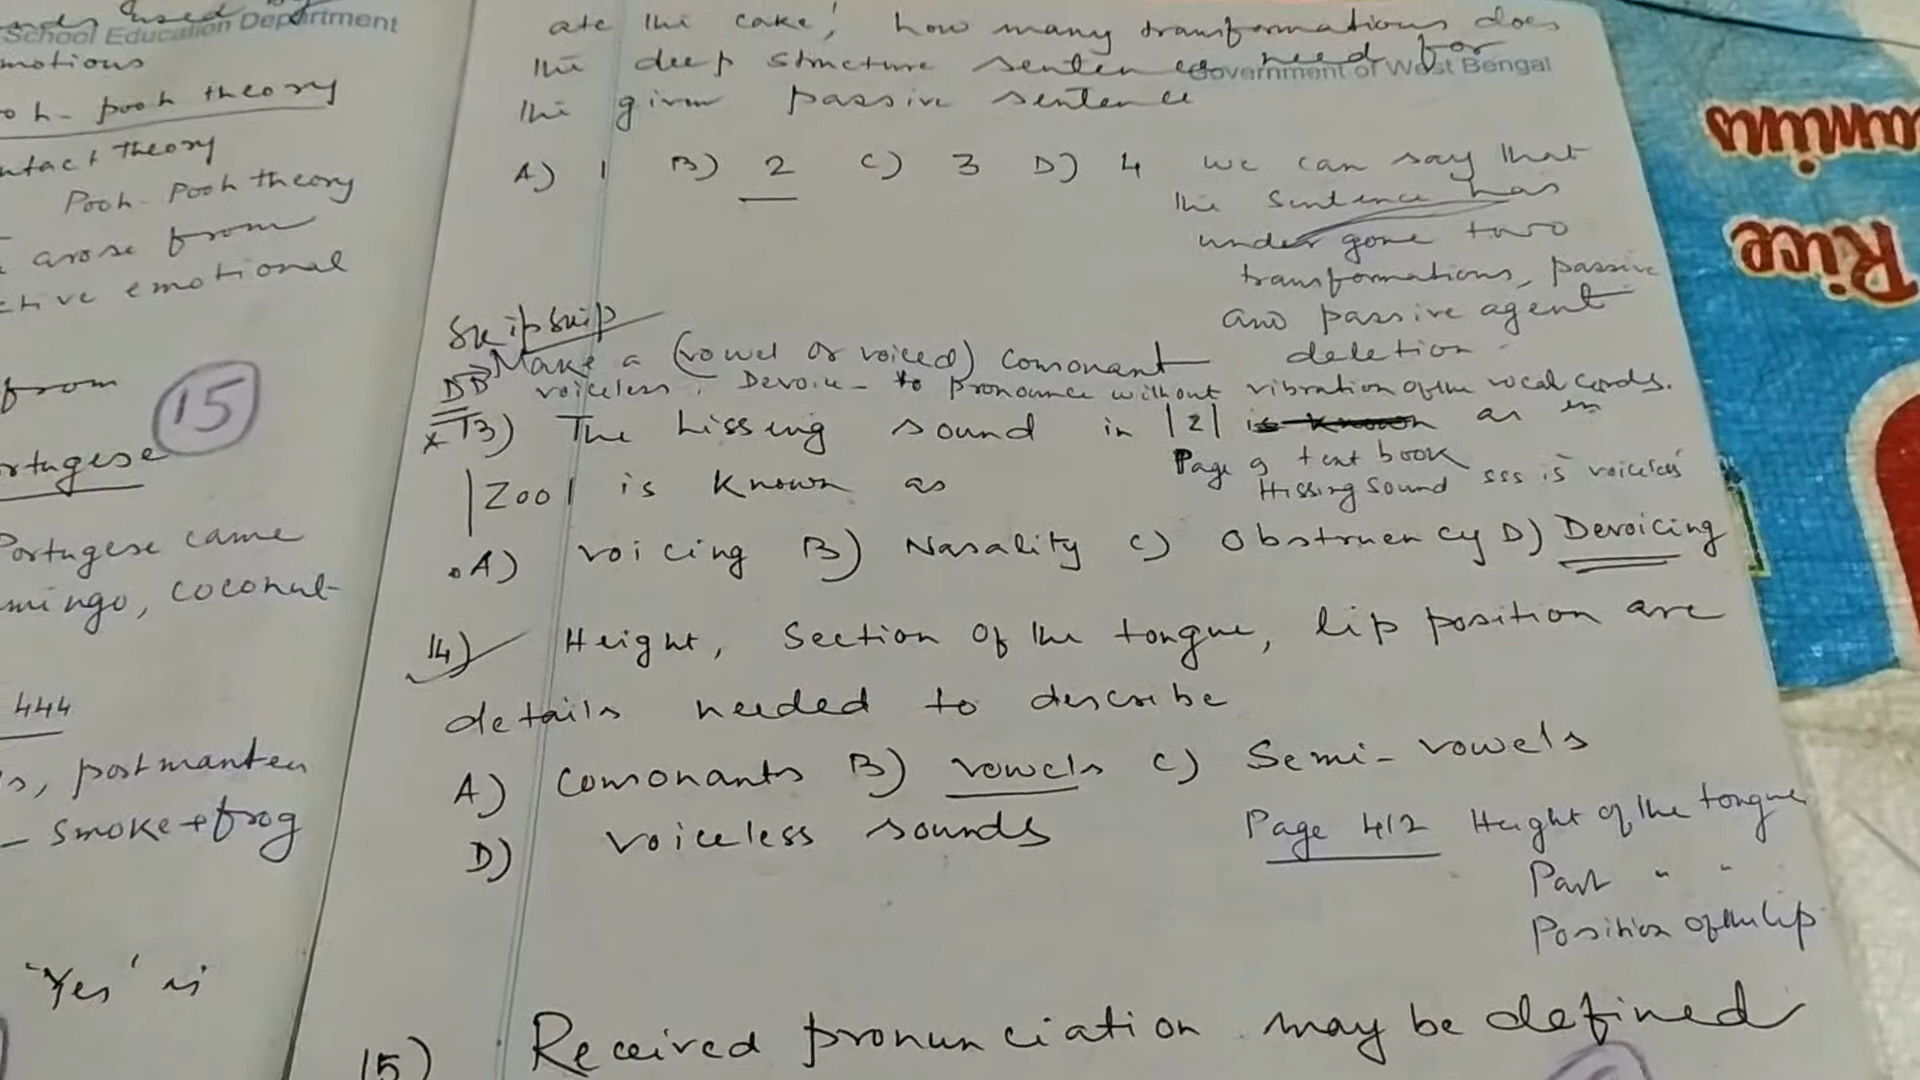 School Education Department
motions
oh- pooh theory
ntact theory
Pooh- Pooh theory
arose from
ctive emotional
from
15
rtugese
Portugese came
mingo, coconut
444
s, postmanteu
- smoke+frog
'Yes' is
ate the cake', how many transformations does
the deep structure sentence need for
Government of West Bengal
the given passive sentence
A) 1 B) 2 C) 3 D) 4
we can say that
the sentence has
undergone two
transformations, passive
and passive agent
deletion
Skip Skip
Make a (vowel or voiced) consonant
voiceless. Devoice - to pronounce without vibration of the vocal cords.
13) The hissing sound in |z| is known as in
|Zoo| is known as
Page 9 text book
Hissing Sound sss is voiceless
A) voicing B) Nasality C) Obstruency D) Devoicing
14) Height, Section of the tongue, lip position are
details needed to describe
A) Consonants B) vowels C) Semi-vowels
D) voiceless sounds
Page 412 Height of the tongue
Part " "
Position of the lip
15) Received pronunciation may be defined
Rice